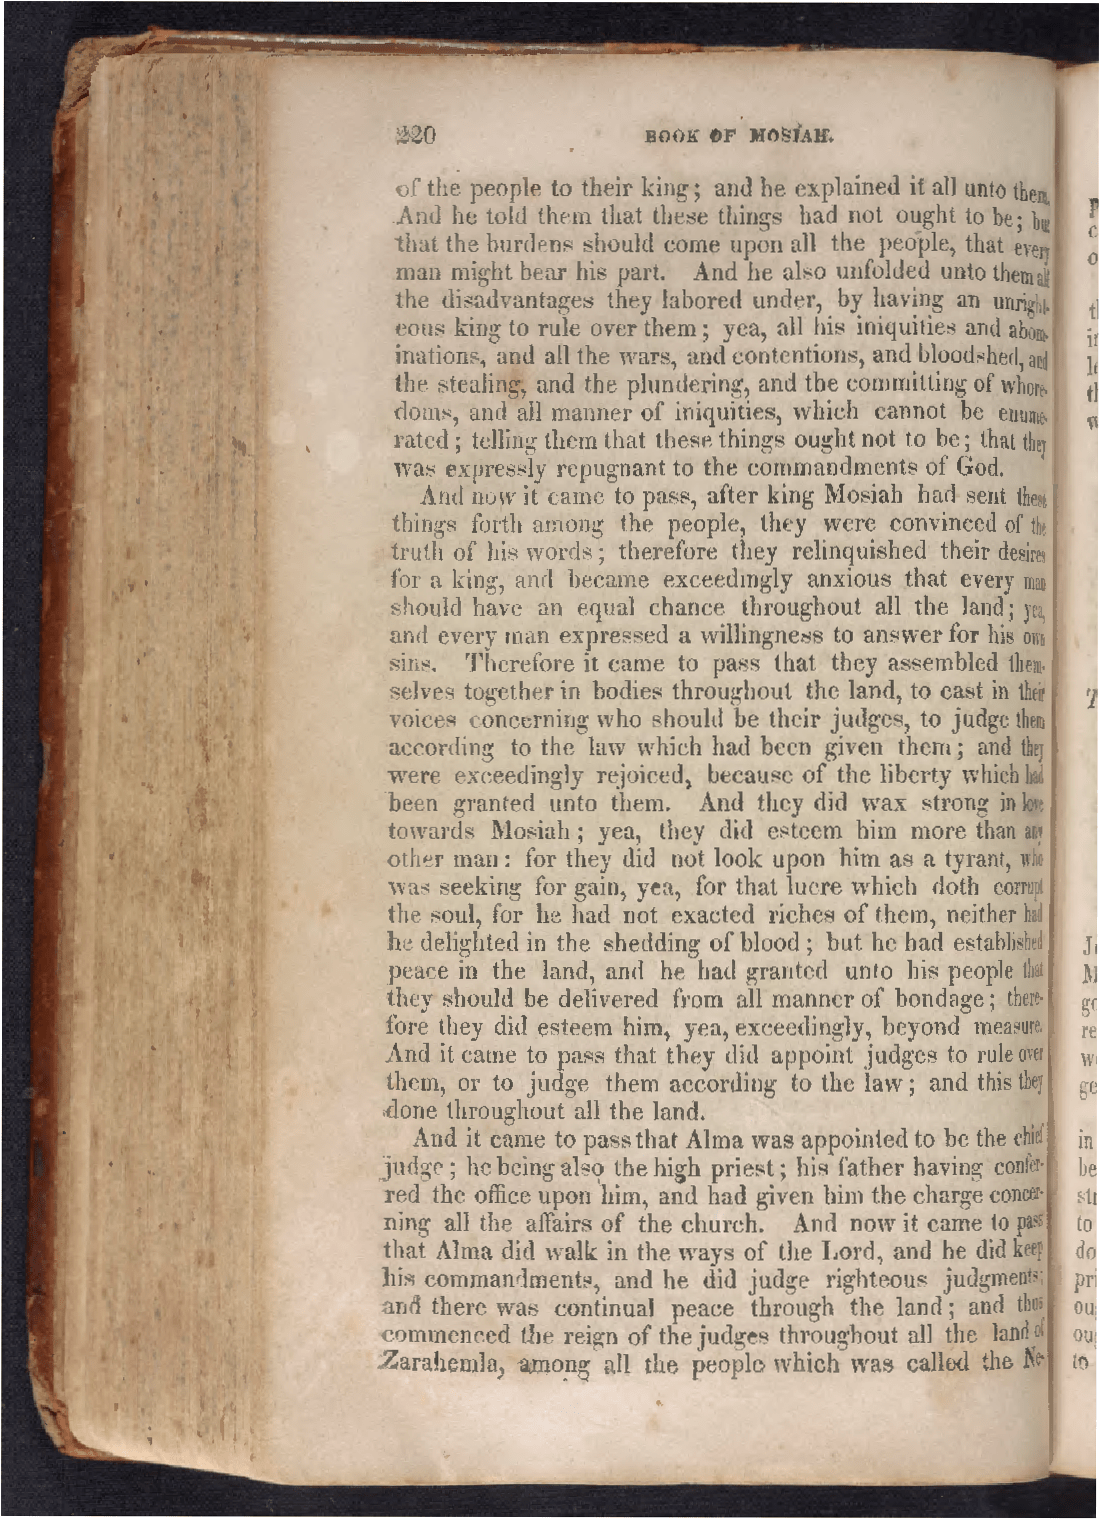 220 BOOK OF MOSIAH.
of the people to their king; and he explained it all unto them.
And he told them that these things had not ought to be; but
that the burdens should come upon all the people, that every
man might bear his part. And he also unfolded unto them all
the disadvantages they labored under, by having an unright-
eous king to rule over them; yea, all his iniquities and abom-
inations, and all the wars, and contentions, and bloodshed, and
the stealing, and the plundering, and the committing of whore-
doms, and all manner of iniquities, which cannot be enume-
rated; telling them that these things ought not to be; that they
was expressly repugnant to the commandments of God.
And now it came to pass, after king Mosiah had sent these
things forth among the people, they were convinced of the
truth of his words; therefore they relinquished their desires
for a king, and became exceedingly anxious that every man
should have an equal chance throughout all the land; yea,
and every man expressed a willingness to answer for his own
sins. Therefore it came to pass that they assembled them-
selves together in bodies throughout the land, to cast in their
voices concerning who should be their judges, to judge them
according to the law which had been given them; and they
were exceedingly rejoiced, because of the liberty which had
been granted unto them. And they did wax strong in love
towards Mosiah; yea, they did esteem him more than any
other man: for they did not look upon him as a tyrant, who
was seeking for gain, yea, for that lucre which doth corrupt
the soul, for he had not exacted riches of them, neither had
he delighted in the shedding of blood; but he had established
peace in the land, and he had granted unto his people that
they should be delivered from all manner of bondage; there-
fore they did esteem him, yea, exceedingly, beyond measure.
And it came to pass that they did appoint judges to rule over
them, or to judge them according to the law; and this they
done throughout all the land.
And it came to pass that Alma was appointed to be the chief
judge; he being also the high priest; his father having confer-
red the office upon him, and had given him the charge concer-
ning all the affairs of the church. And now it came to pass
that Alma did walk in the ways of the Lord, and he did keep
his commandments, and he did judge righteous judgments;
and there was continual peace through the land; and thus
commenced the reign of the judges throughout all the land of
Zarahemla, among all the people which was called the Ne-